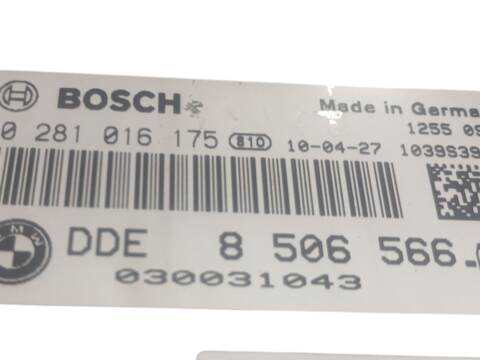 BOSCH
Made in Germa
0 281 016 175 810 10-04-27
1255 09
1039S39
BMW
DDE 8 506 566.
030031043